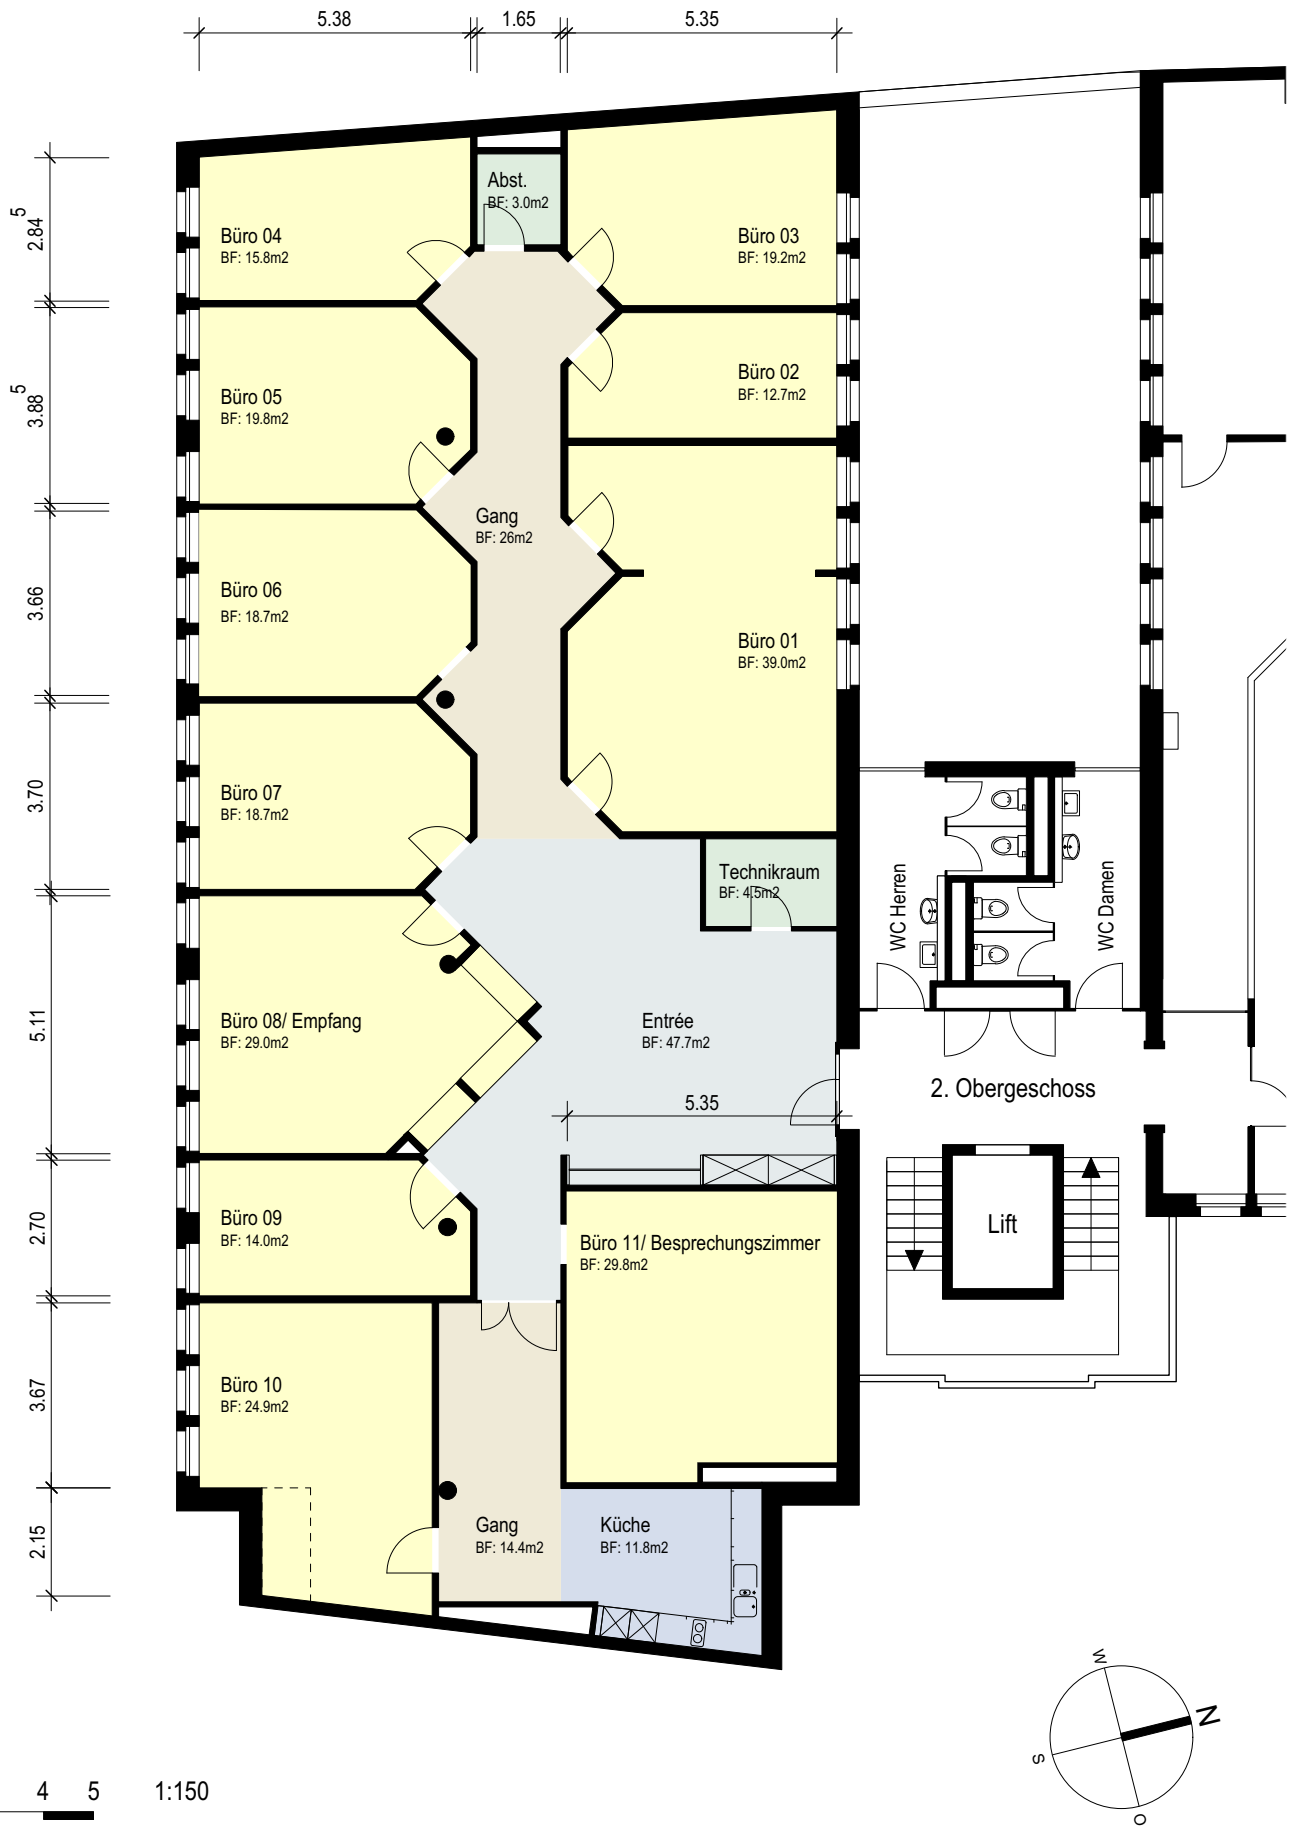 5.38
1.65
5.35
2.84 5
3.88 5
3.66
3.70
5.11
2.70
3.67
2.15
Abst.
BF: 3.0m2
Büro 04
BF: 15.8m2
Büro 03
BF: 19.2m2
Büro 05
BF: 19.8m2
Büro 02
BF: 12.7m2
Gang
BF: 26m2
Büro 06
BF: 18.7m2
Büro 01
BF: 39.0m2
Büro 07
BF: 18.7m2
Technikraum
BF: 4.5m2
WC Herren
WC Damen
Büro 08/ Empfang
BF: 29.0m2
Entrée
BF: 47.7m2
5.35
2. Obergeschoss
Büro 09
BF: 14.0m2
Büro 11/ Besprechungszimmer
BF: 29.8m2
Lift
Büro 10
BF: 24.9m2
Gang
BF: 14.4m2
Küche
BF: 11.8m2
W
N
S
O
4 5 1:150